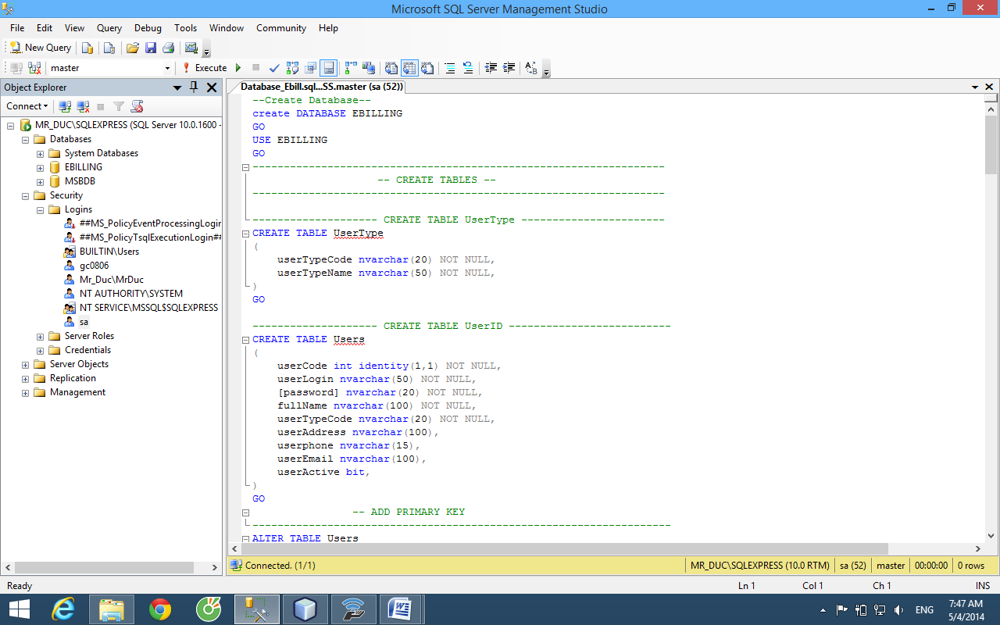 Microsoft SQL Server Management Studio
File Edit View Query Debug Tools Window Community Help
New Query
master Execute
Object Explorer
Connect
MR_DUC\SQLEXPRESS (SQL Server 10.0.1600 -
Databases
System Databases
EBILLING
MSBDB
Security
Logins
##MS_PolicyEventProcessingLogin
##MS_PolicyTsqlExecutionLogin##
BUILTIN\Users
gc0806
Mr_Duc\MrDuc
NT AUTHORITY\SYSTEM
NT SERVICE\MSSQL$SQLEXPRESS
sa
Server Roles
Credentials
Server Objects
Replication
Management
Database_Ebill.sql...SS.master (sa (52))
--Create Database--
create DATABASE EBILLING
GO
USE EBILLING
GO
------------------------------------------------------------------
-- CREATE TABLES --
------------------------------------------------------------------
-------------------- CREATE TABLE UserType -----------------------
CREATE TABLE UserType
(
userTypeCode nvarchar(20) NOT NULL,
userTypeName nvarchar(50) NOT NULL,
)
GO
-------------------- CREATE TABLE UserID --------------------------
CREATE TABLE Users
(
userCode int identity(1,1) NOT NULL,
userLogin nvarchar(50) NOT NULL,
[password] nvarchar(20) NOT NULL,
fullName nvarchar(100) NOT NULL,
userTypeCode nvarchar(20) NOT NULL,
userAddress nvarchar(100),
userphone nvarchar(15),
userEmail nvarchar(100),
userActive bit,
)
GO
-- ADD PRIMARY KEY
-------------------------------------------------------------------
ALTER TABLE Users
Connected. (1/1) MR_DUC\SQLEXPRESS (10.0 RTM) sa (52) master 00:00:00 0 rows
Ready Ln 1 Col 1 Ch 1 INS
ENG 7:47 AM
5/4/2014